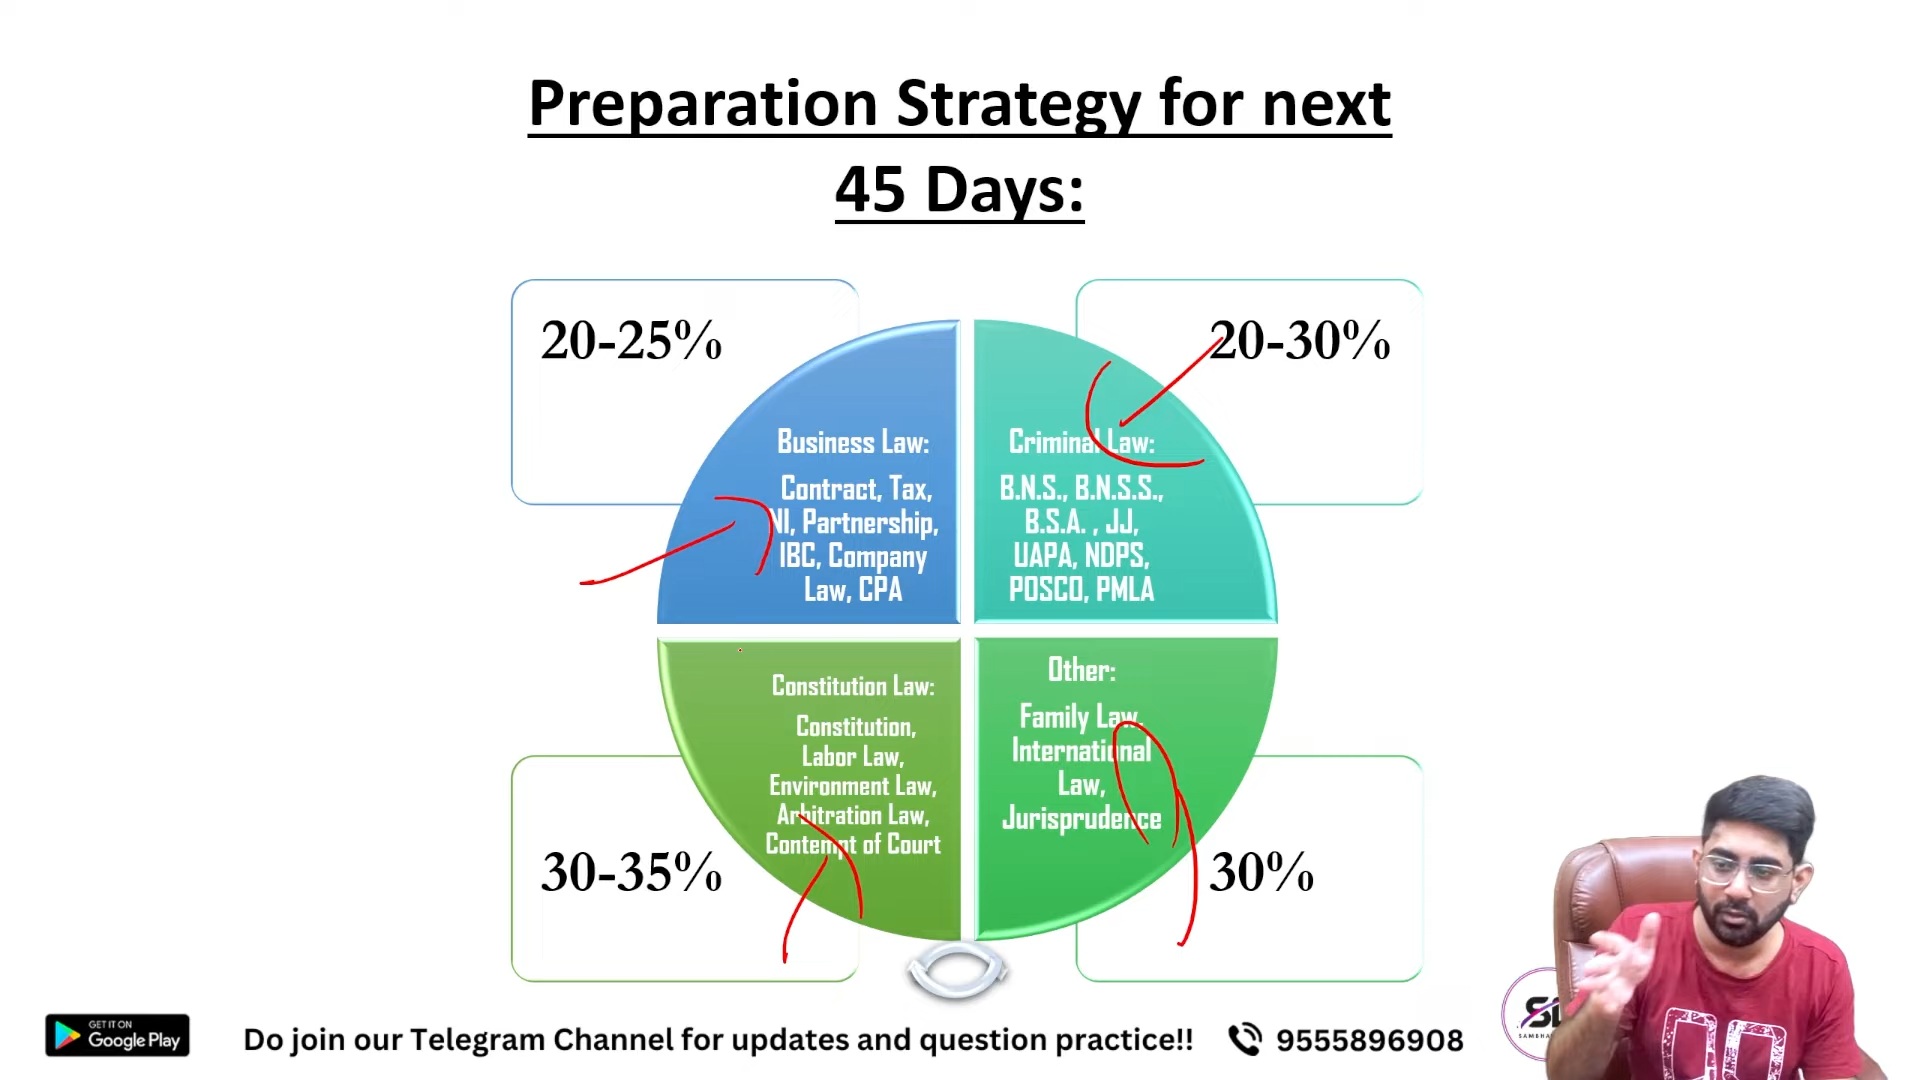 Preparation Strategy for next
45 Days:
20-25%
20-30%
Business Law:
Contract, Tax,
NI, Partnership,
IBC, Company
Law, CPA
Criminal Law:
B.N.S., B.N.S.S.,
B.S.A. , JJ,
UAPA, NDPS,
POSCO, PMLA
Constitution Law:
Constitution,
Labor Law,
Environment Law,
Arbitration Law,
Contempt of Court
Other:
Family Law,
International
Law,
Jurisprudence
30-35%
30%
GET IT ON
Google Play
Do join our Telegram Channel for updates and question practice!!
9555896908